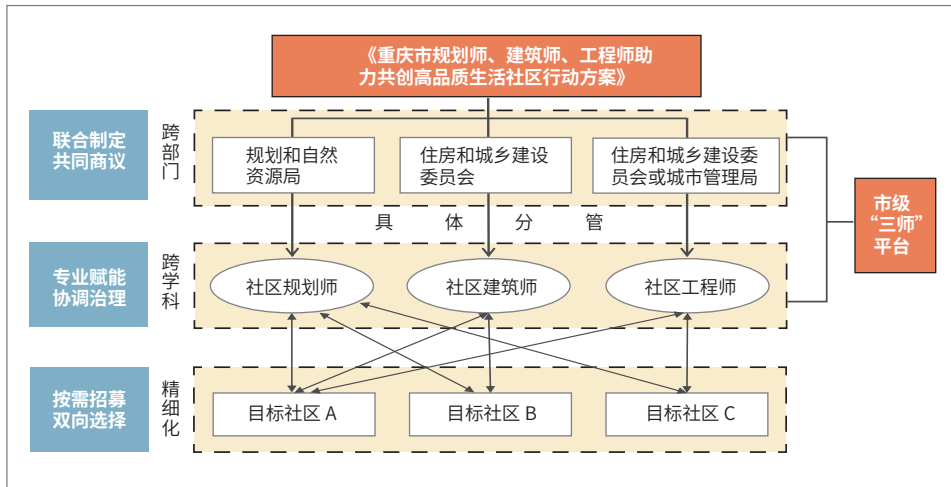 《重庆市规划师、建筑师、工程师助
力共创高品质生活社区行动方案》
联合制定
共同商议
跨部门
规划和自然
资源局
住房和城乡建设
委员会
住房和城乡建设委
员会或城市管理局
具体分管
市级
“三师”
平台
专业赋能
协调治理
跨学科
社区规划师
社区建筑师
社区工程师
按需招募
双向选择
精细化
目标社区 A
目标社区 B
目标社区 C